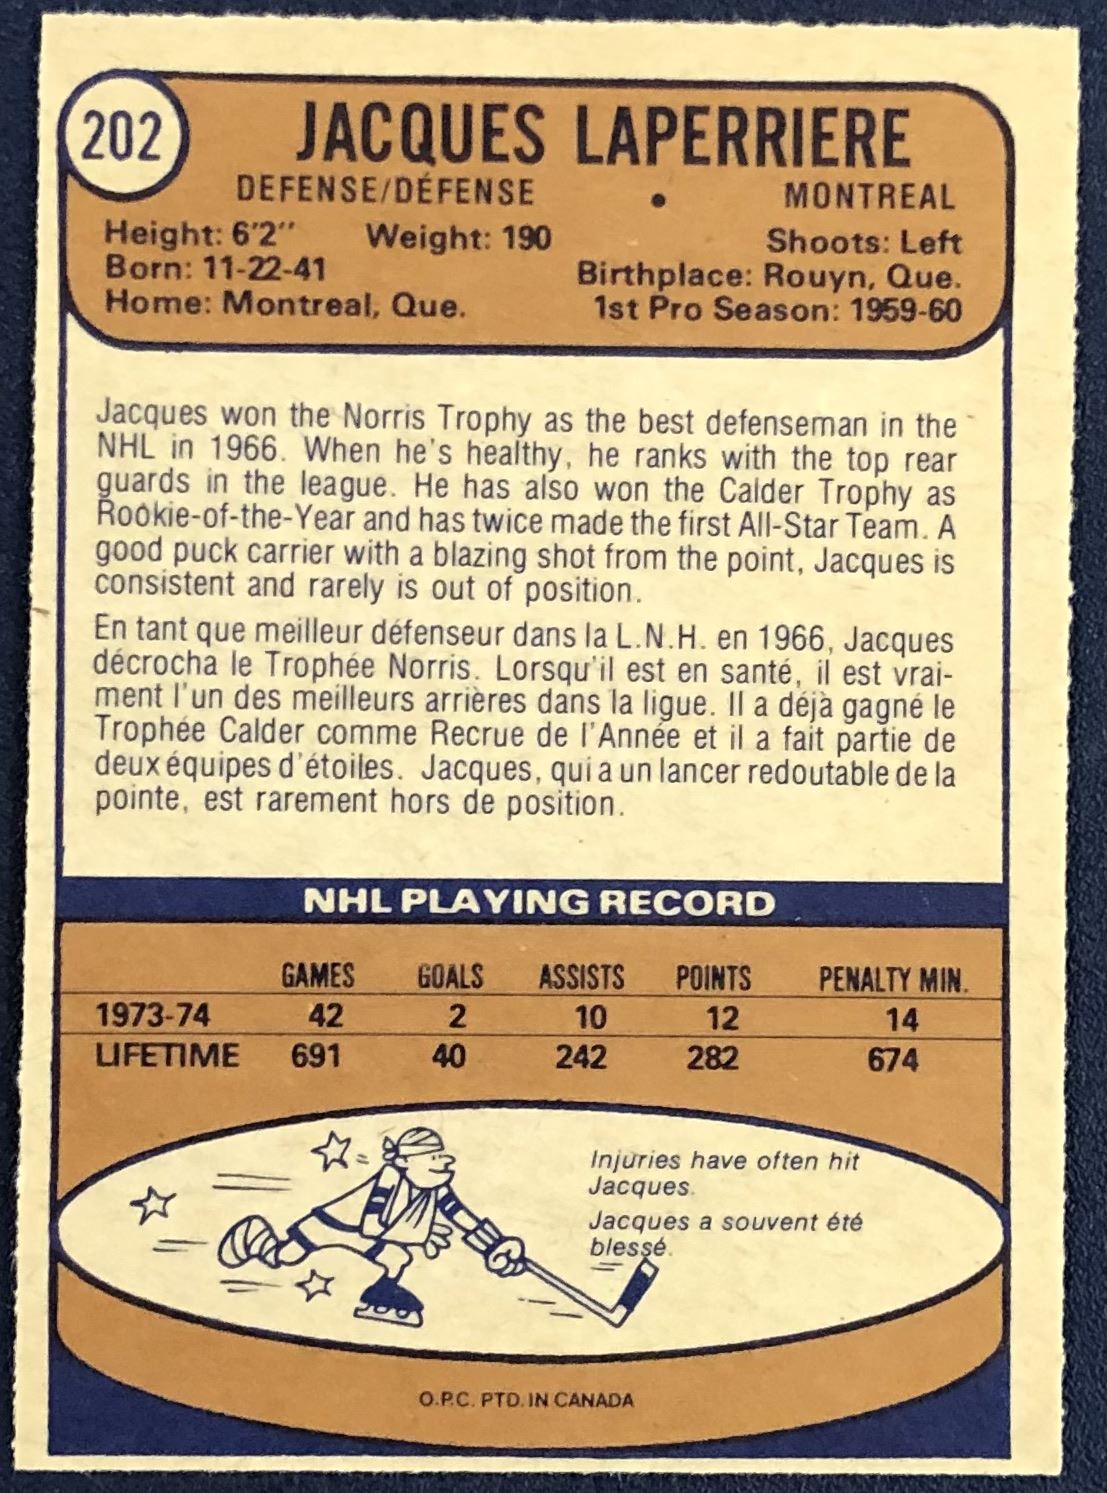 202
JACQUES LAPERRIERE
DEFENSE/DÉFENSE • MONTREAL
Height: 6'2" Weight: 190 Shoots: Left
Born: 11-22-41 Birthplace: Rouyn, Que.
Home: Montreal, Que. 1st Pro Season: 1959-60
Jacques won the Norris Trophy as the best defenseman in the
NHL in 1966. When he's healthy, he ranks with the top rear
guards in the league. He has also won the Calder Trophy as
Rookie-of-the-Year and has twice made the first All-Star Team. A
good puck carrier with a blazing shot from the point, Jacques is
consistent and rarely is out of position.
En tant que meilleur défenseur dans la L.N.H. en 1966, Jacques
décrocha le Trophée Norris. Lorsqu'il est en santé, il est vrai-
ment l'un des meilleurs arrières dans la ligue. Il a déjà gagné le
Trophée Calder comme Recrue de l'Année et il a fait partie de
deux équipes d'étoiles. Jacques, qui a un lancer redoutable de la
pointe, est rarement hors de position.
NHL PLAYING RECORD
GAMES GOALS ASSISTS POINTS PENALTY MIN.
1973-74 42 2 10 12 14
LIFETIME 691 40 242 282 674
Injuries have often hit
Jacques.
Jacques a souvent été
blessé.
O.P.C. PTD. IN CANADA